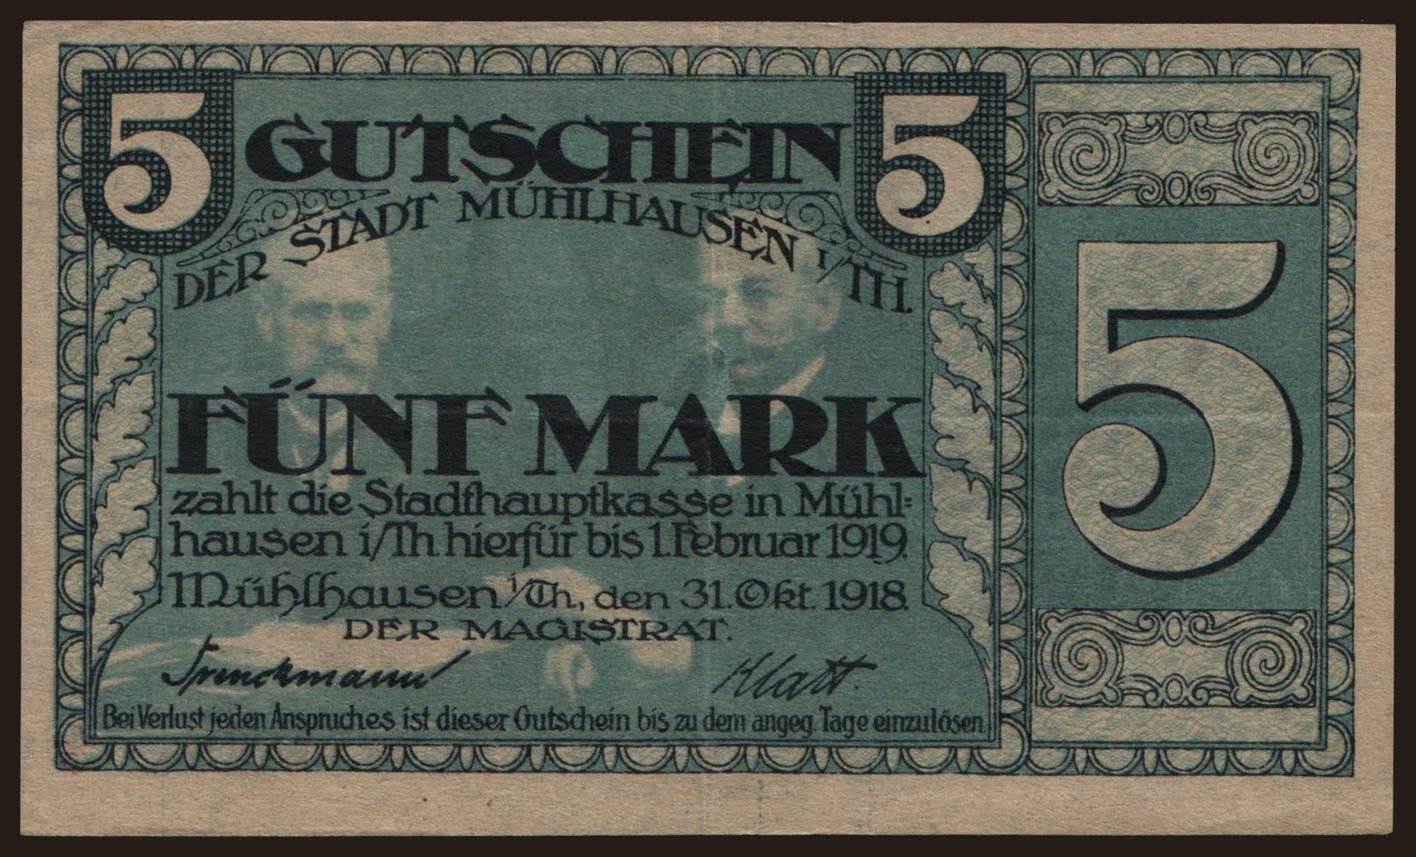 5 GUTSCHEIN 5
DER STADT MÜHLHAUSEN i/TH.
FÜNF MARK
zahlt die Stadthauptkasse in Mühl=
hausen i/Th. hierfür bis 1. Februar 1919.
Mühlhausen i/Th., den 31. Okt. 1918.
DER MAGISTRAT.
Trenckmann Klatt.
Bei Verlust jeden Anspruches ist dieser Gutschein bis zu dem angeg. Tage einzulösen.
5